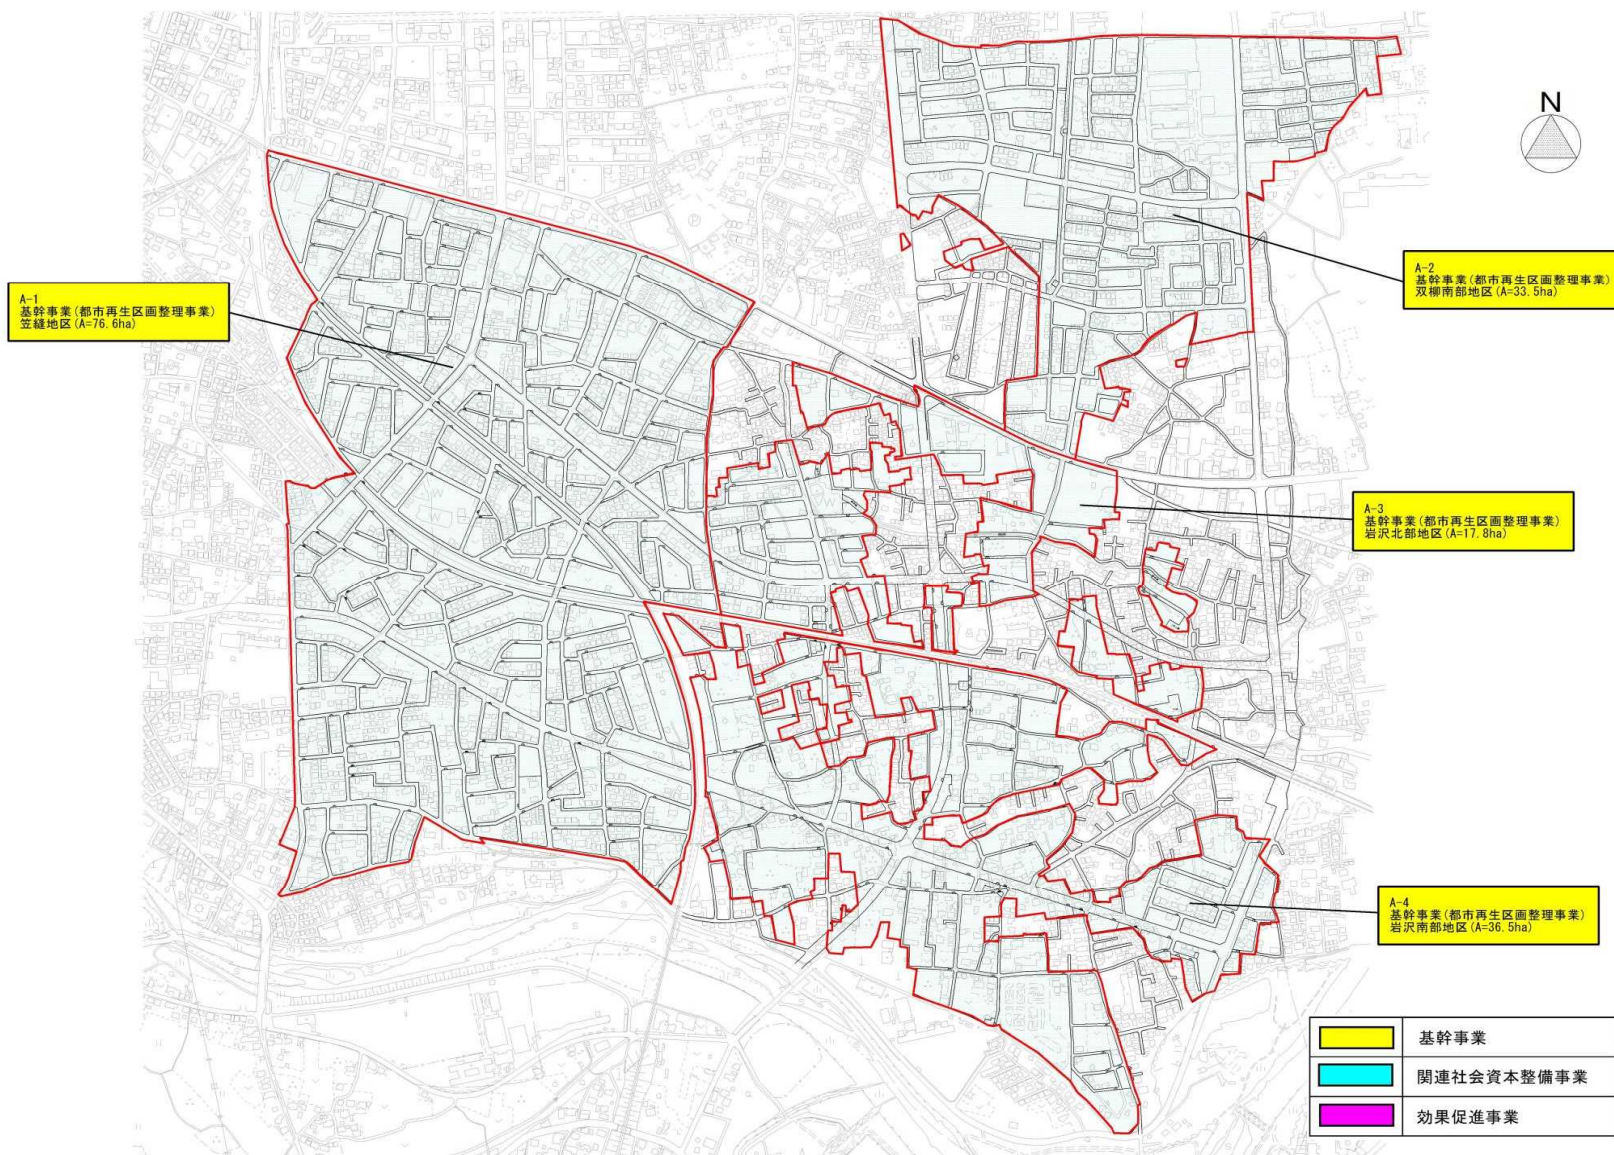 N
A-1
基幹事業(都市再生区画整理事業)
笠縫地区(A=76.6ha)
A-2
基幹事業(都市再生区画整理事業)
双柳南部地区(A=33.5ha)
A-3
基幹事業(都市再生区画整理事業)
岩沢北部地区(A=17.8ha)
A-4
基幹事業(都市再生区画整理事業)
岩沢南部地区(A=36.5ha)
基幹事業
関連社会資本整備事業
効果促進事業